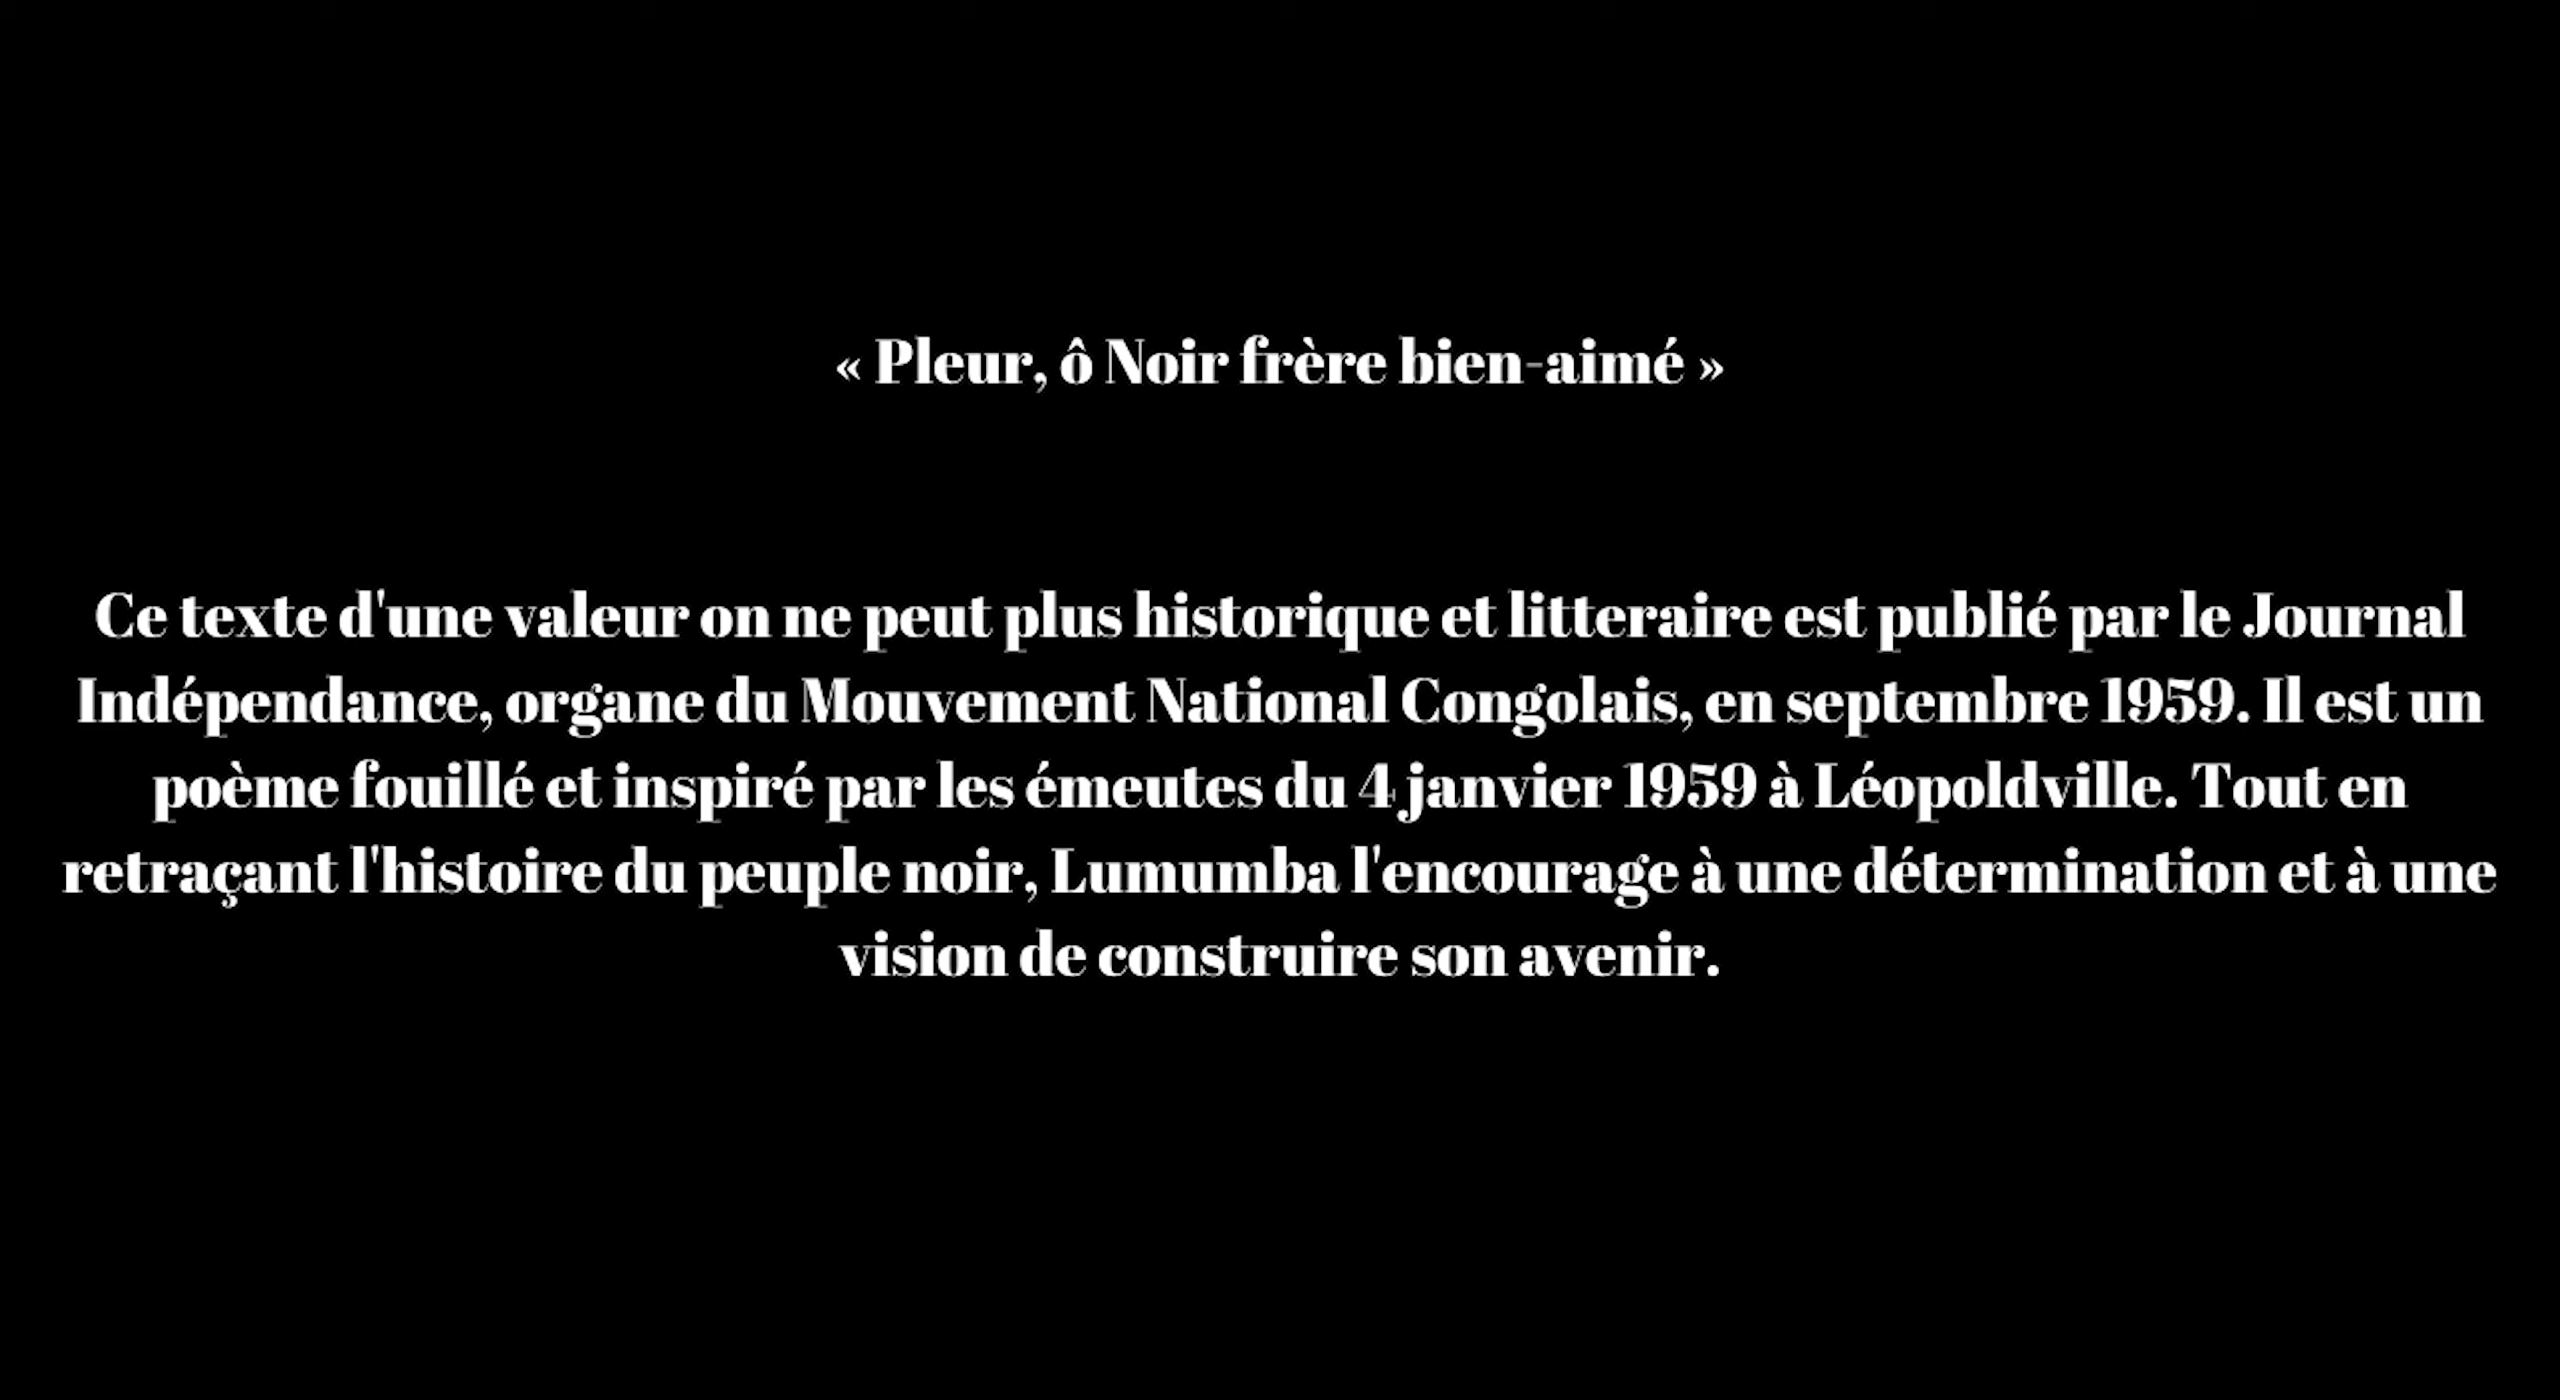 « Pleur, ô Noir frère bien-aimé »
Ce texte d'une valeur on ne peut plus historique et litteraire est publié par le Journal
Indépendance, organe du Mouvement National Congolais, en septembre 1959. Il est un
poème fouillé et inspiré par les émeutes du 4 janvier 1959 à Léopoldville. Tout en
retraçant l'histoire du peuple noir, Lumumba l'encourage à une détermination et à une
vision de construire son avenir.